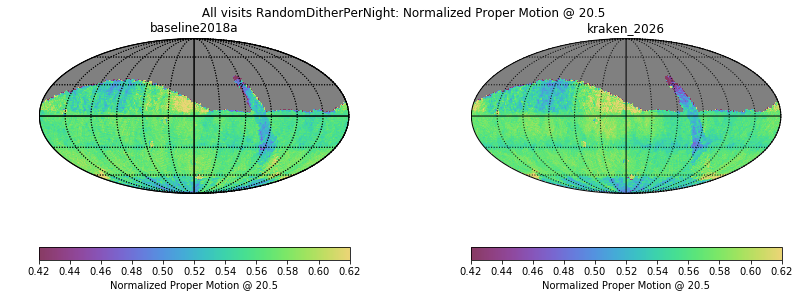 All visits RandomDitherPerNight: Normalized Proper Motion @ 20.5
baseline2018a
kraken_2026
0.42 0.44 0.46 0.48 0.50 0.52 0.54 0.56 0.58 0.60 0.62
Normalized Proper Motion @ 20.5
0.42 0.44 0.46 0.48 0.50 0.52 0.54 0.56 0.58 0.60 0.62
Normalized Proper Motion @ 20.5